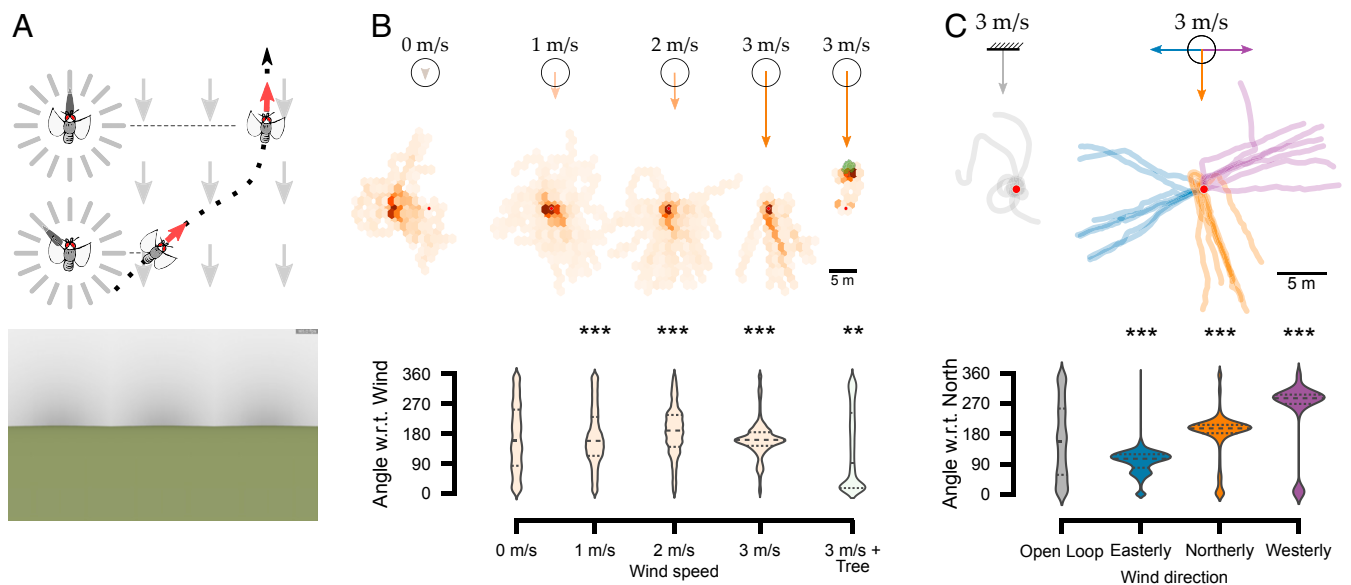 A
B
0 m/s
1 m/s
2 m/s
3 m/s
3 m/s
5 m
***
***
***
**
Angle w.r.t. Wind
360
270
180
90
0
0 m/s
1 m/s
2 m/s
3 m/s
3 m/s +
Tree
Wind speed
C
3 m/s
3 m/s
5 m
***
***
***
Angle w.r.t. North
360
270
180
90
0
Open Loop
Easterly
Northerly
Westerly
Wind direction